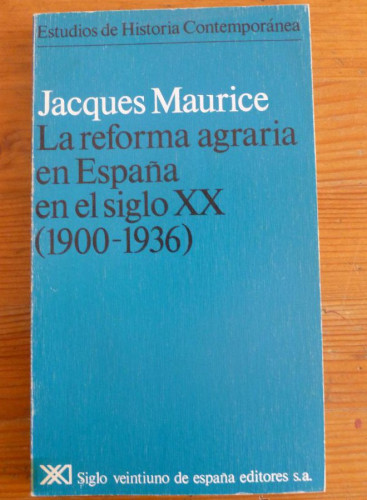 Estudios de Historia Contemporánea
Jacques Maurice
La reforma agraria
en España
en el siglo XX
(1900-1936)
Siglo veintiuno de españa editores s.a.